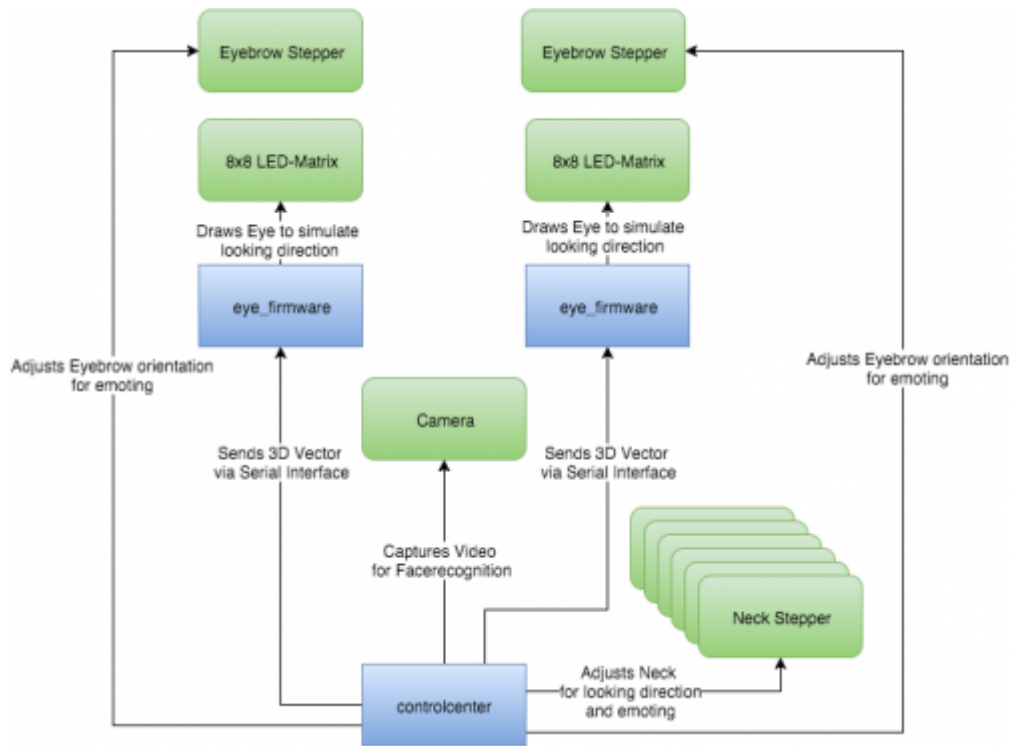 Eyebrow Stepper
Eyebrow Stepper
8x8 LED-Matrix
8x8 LED-Matrix
Draws Eye to simulate
looking direction
Draws Eye to simulate
looking direction
eye_firmware
eye_firmware
Adjusts Eyebrow orientation
for emoting
Adjusts Eyebrow orientation
for emoting
Camera
Sends 3D Vector
via Serial Interface
Sends 3D Vector
via Serial Interface
Captures Video
for Facerecognition
Neck Stepper
Adjusts Neck
for looking direction
and emoting
controlcenter